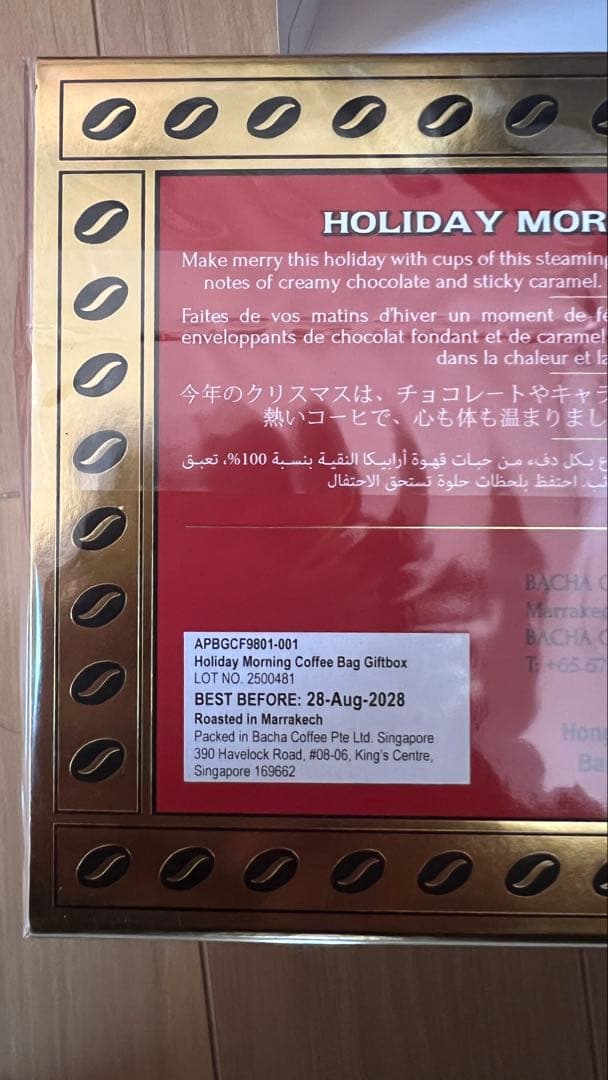 HOLIDAY MOR
Make merry this holiday with cups of this steaming
notes of creamy chocolate and sticky caramel.
Faites de vos matins d'hiver un moment de fê
enveloppants de chocolat fondant et de caramel
dans la chaleur et la
今年のクリスマスは、チョコレートやキャラ
熱いコーヒで、心も体も温まりまし
ع بكل دفء من حبات قهوة أرابيكا النقية بنسبة 100%، تعبق
تب. احتفظ بلحظات حلوة تستحق الاحتفال
BACHA C
Marrake
BACHA C
T: +65 67
Hon
Ba
APBGCF9801-001
Holiday Morning Coffee Bag Giftbox
LOT NO. 2500481
BEST BEFORE: 28-Aug-2028
Roasted in Marrakech
Packed in Bacha Coffee Pte Ltd. Singapore
390 Havelock Road, #08-06, King's Centre,
Singapore 169662